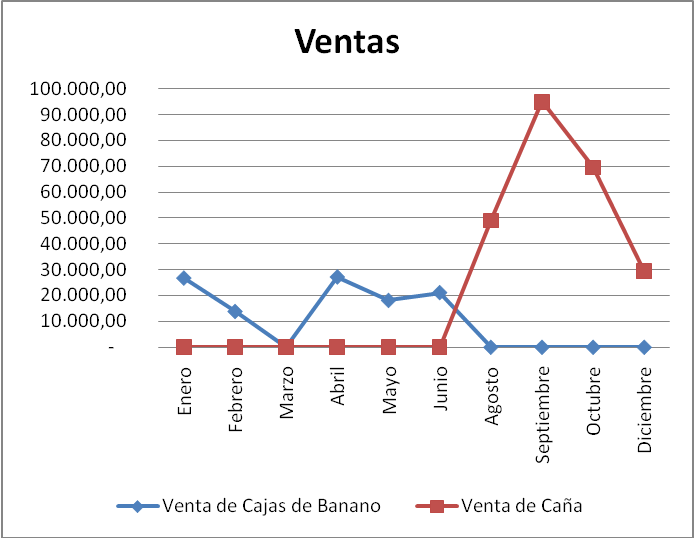 Ventas
100.000,00
90.000,00
80.000,00
70.000,00
60.000,00
50.000,00
40.000,00
30.000,00
20.000,00
10.000,00
-
Enero
Febrero
Marzo
Abril
Mayo
Junio
Agosto
Septiembre
Octubre
Diciembre
Venta de Cajas de Banano
Venta de Caña